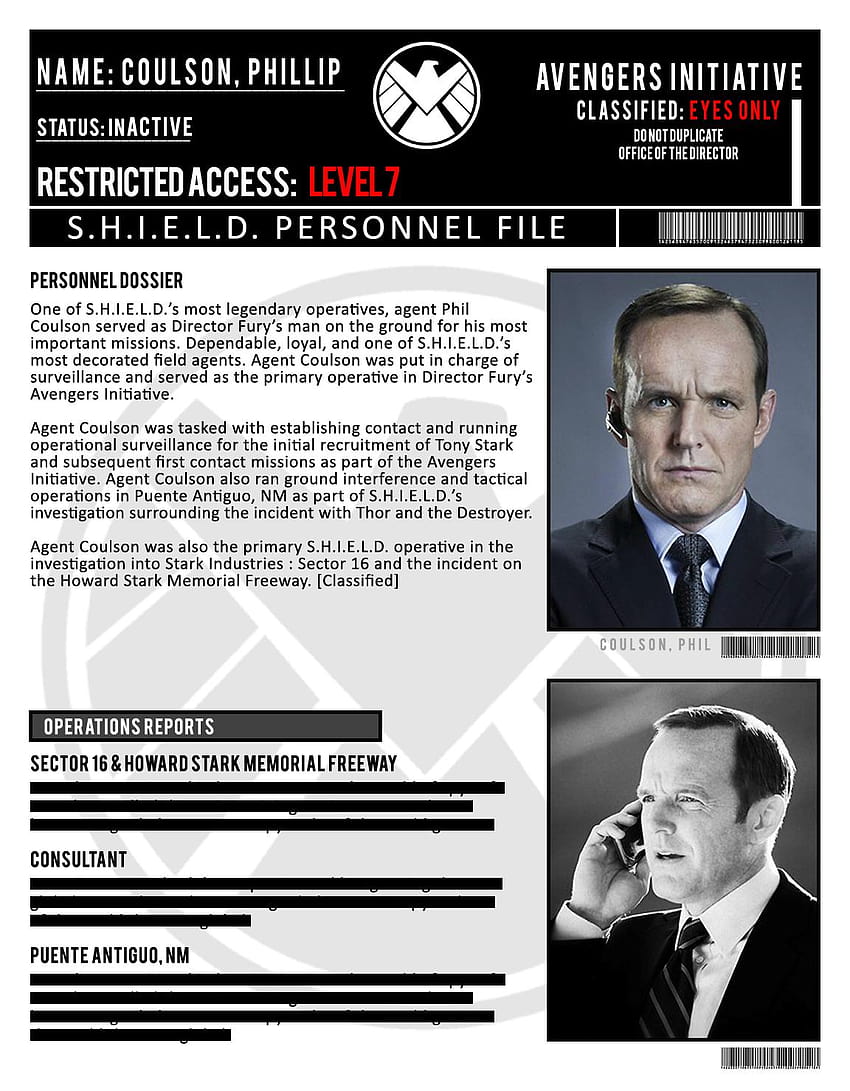 NAME: COULSON, PHILLIP
STATUS: INACTIVE
RESTRICTED ACCESS: LEVEL 7
AVENGERS INITIATIVE
CLASSIFIED: EYES ONLY
DO NOT DUPLICATE
OFFICE OF THE DIRECTOR
S.H.I.E.L.D. PERSONNEL FILE
PERSONNEL DOSSIER
One of S.H.I.E.L.D.'s most legendary operatives, agent Phil
Coulson served as Director Fury's man on the ground for his most
important missions. Dependable, loyal, and one of S.H.I.E.L.D.'s
most decorated field agents. Agent Coulson was put in charge of
surveillance and served as the primary operative in Director Fury's
Avengers Initiative.
Agent Coulson was tasked with establishing contact and running
operational surveillance for the initial recruitment of Tony Stark
and subsequent first contact missions as part of the Avengers
Initiative. Agent Coulson also ran ground interference and tactical
operations in Puente Antiguo, NM as part of S.H.I.E.L.D.'s
investigation surrounding the incident with Thor and the Destroyer.
Agent Coulson was also the primary S.H.I.E.L.D. operative in the
investigation into Stark Industries : Sector 16 and the incident on
the Howard Stark Memorial Freeway. [Classified]
COULSON, PHIL
OPERATIONS REPORTS
SECTOR 16 & HOWARD STARK MEMORIAL FREEWAY
CONSULTANT
PUENTE ANTIGUO, NM